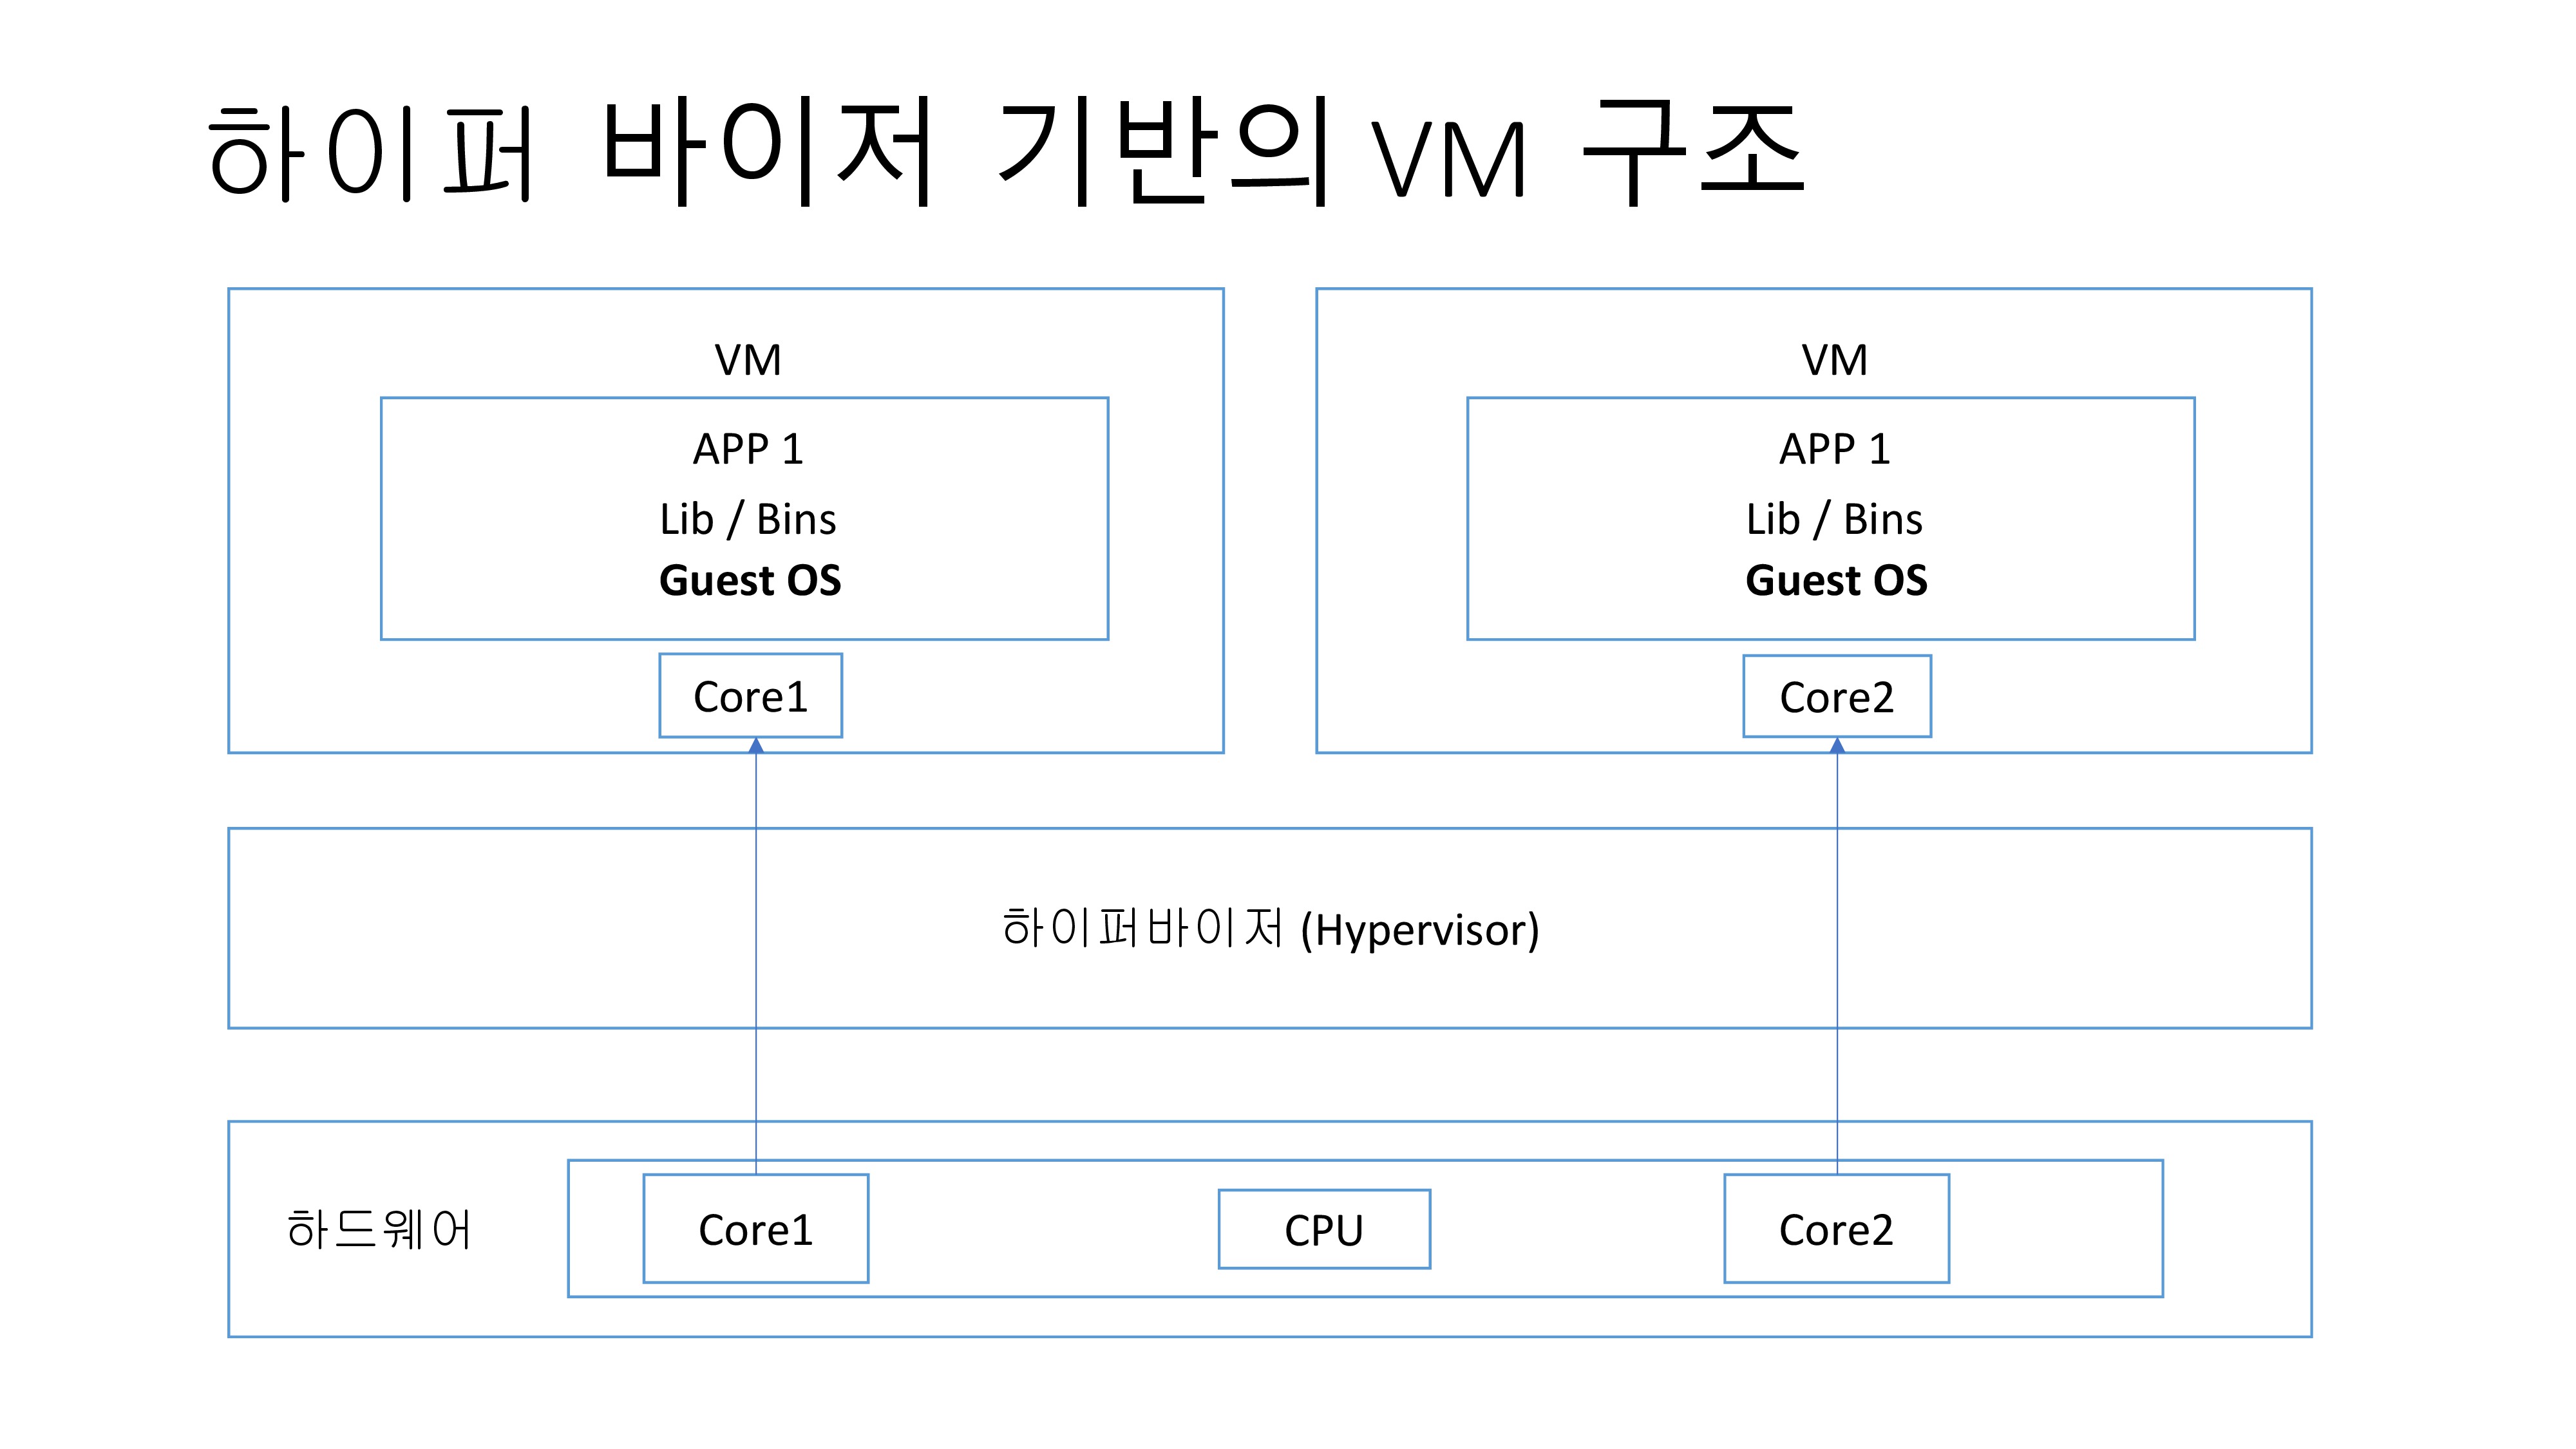 하이퍼 바이저 기반의 VM 구조
VM
APP 1
Lib / Bins
Guest OS
Core1
VM
APP 1
Lib / Bins
Guest OS
Core2
하이퍼바이저 (Hypervisor)
하드웨어
Core1
CPU
Core2